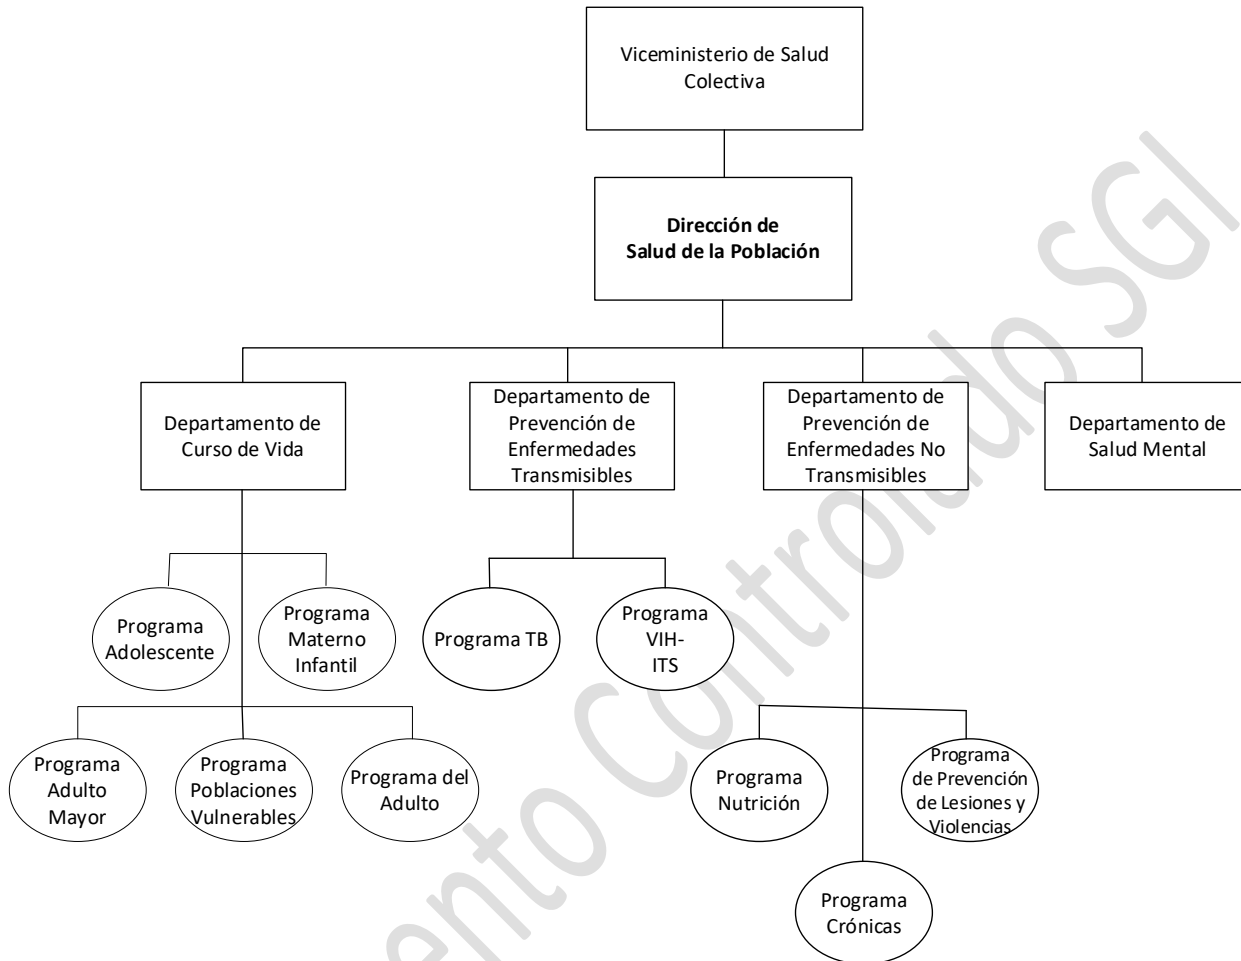 Viceministerio de Salud
Colectiva
Dirección de
Salud de la Población
Departamento de
Curso de Vida
Departamento de
Prevención de
Enfermedades
Transmisibles
Departamento de
Prevención de
Enfermedades No
Transmisibles
Departamento de
Salud Mental
Programa
Adolescente
Programa
Materno
Infantil
Programa TB
Programa
VIH-
ITS
Programa
Adulto
Mayor
Programa
Poblaciones
Vulnerables
Programa del
Adulto
Programa
Nutrición
Programa
de Prevención
de Lesiones y
Violencias
Programa
Crónicas
ento Controlado SGI